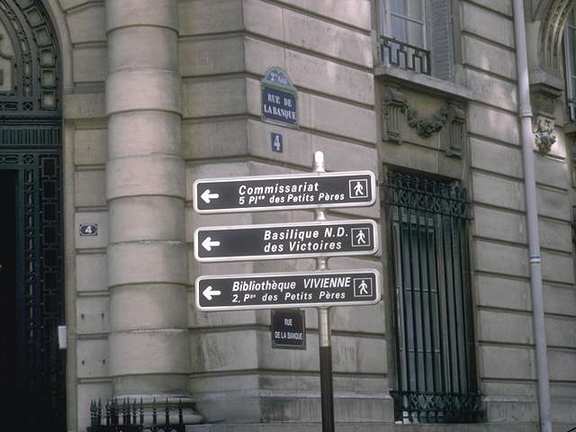 2e Arrt
RUE DE
LA BANQUE
4
Commissariat
5 Pl ce des Petits Pères
Basilique N.D.
des Victoires
Bibliothèque VIVIENNE
2, P ces des Petits Pères
4
RUE
DE LA BANQUE